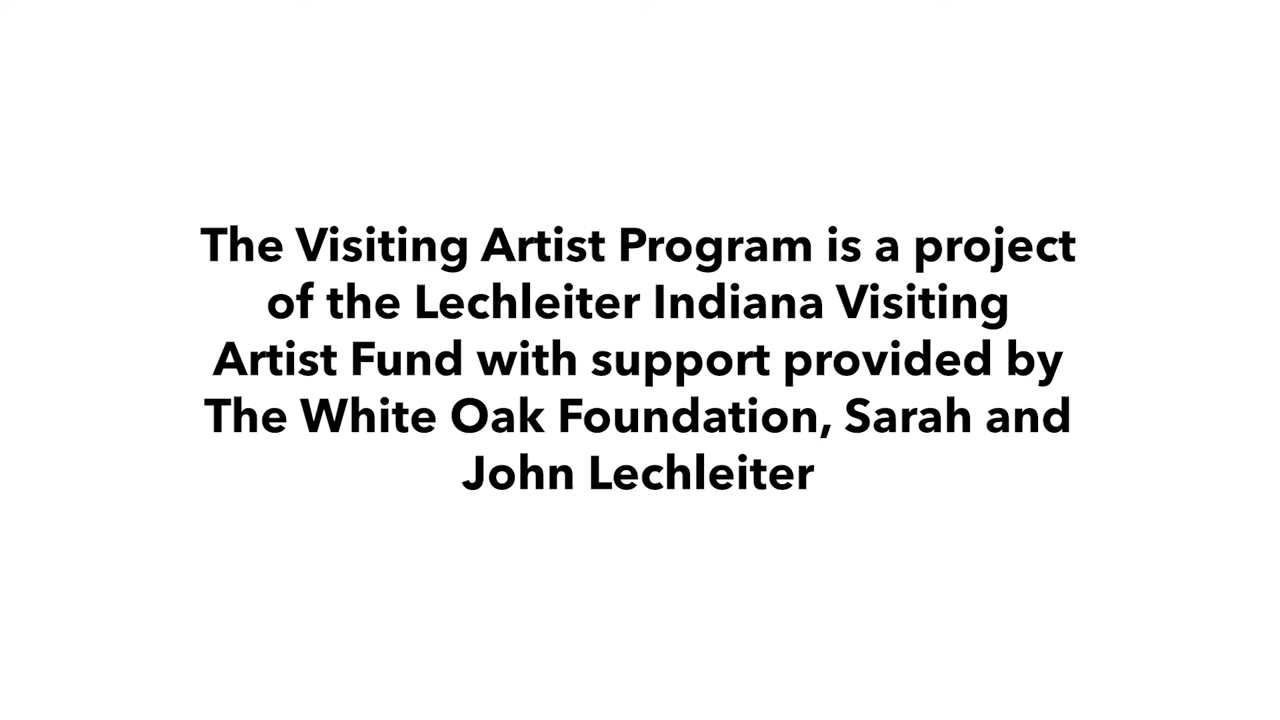 The Visiting Artist Program is a project
of the Lechleiter Indiana Visiting
Artist Fund with support provided by
The White Oak Foundation, Sarah and
John Lechleiter